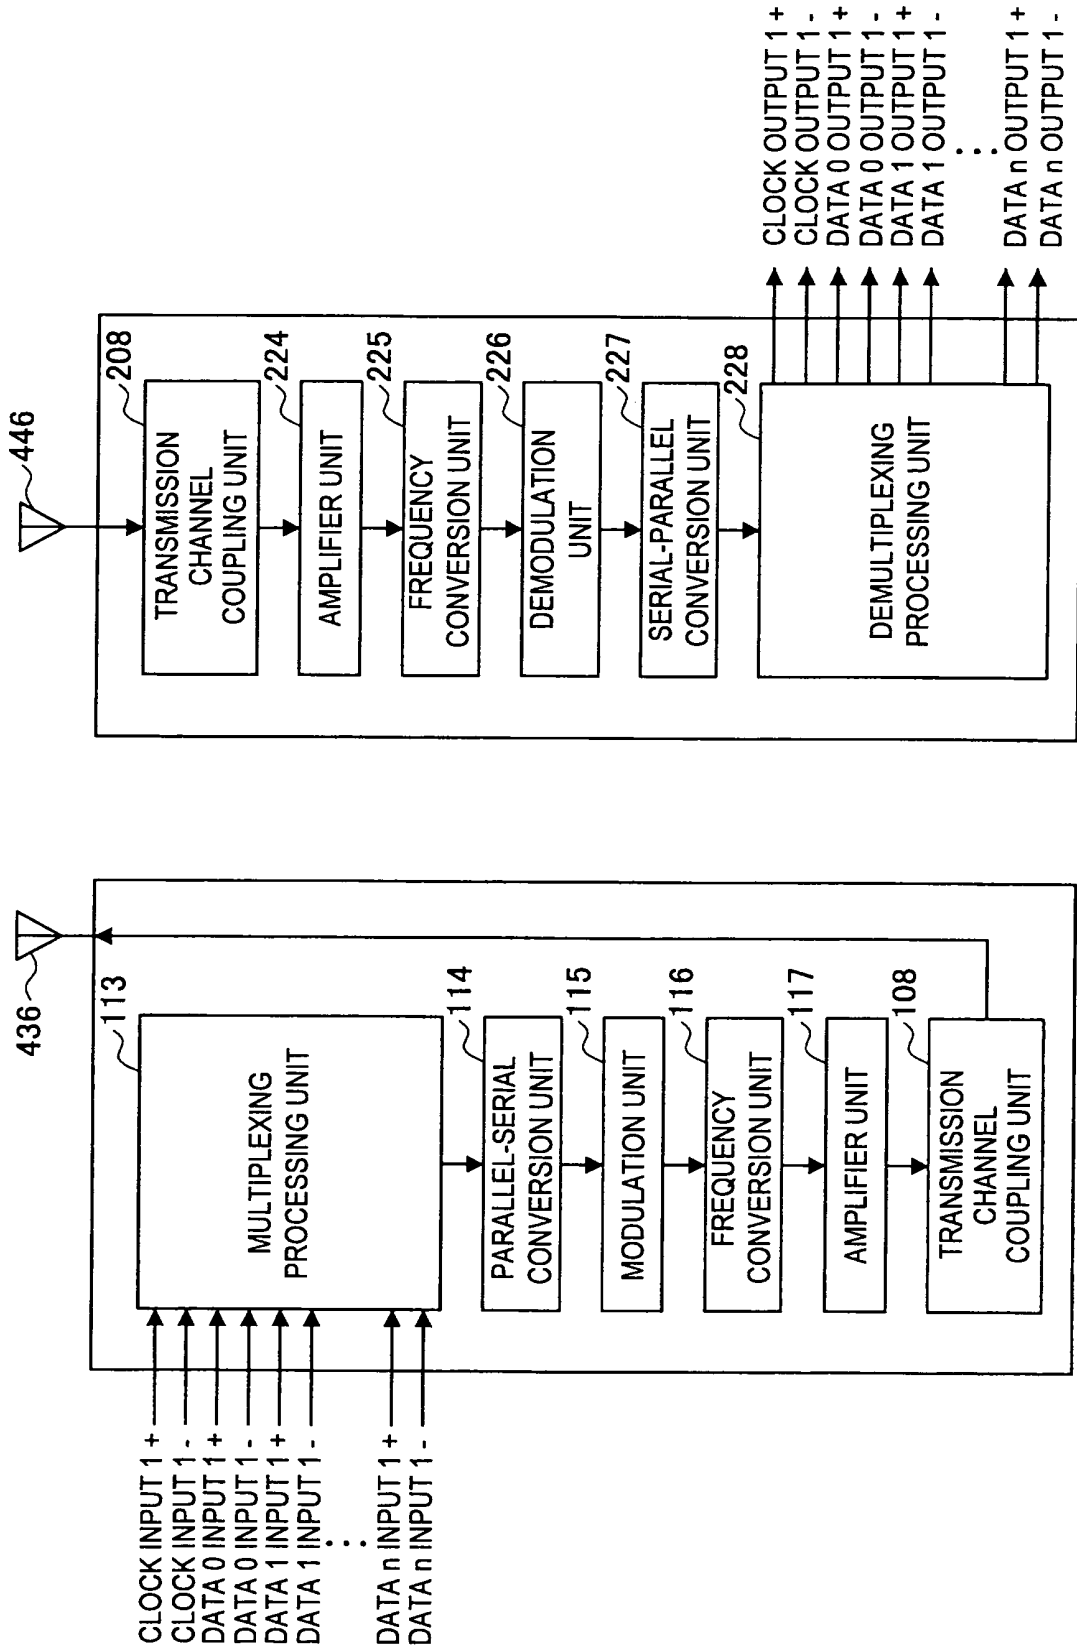 436
113
CLOCK INPUT 1 +
CLOCK INPUT 1 -
DATA 0 INPUT 1 +
DATA 0 INPUT 1 -
DATA 1 INPUT 1 +
DATA 1 INPUT 1 -
...
DATA n INPUT 1 +
DATA n INPUT 1 -
MULTIPLEXING
PROCESSING UNIT
114
PARALLEL-SERIAL
CONVERSION UNIT
115
MODULATION UNIT
116
FREQUENCY
CONVERSION UNIT
117
AMPLIFIER UNIT
108
TRANSMISSION
CHANNEL
COUPLING UNIT
446
208
TRANSMISSION
CHANNEL
COUPLING UNIT
224
AMPLIFIER UNIT
225
FREQUENCY
CONVERSION UNIT
226
DEMODULATION
UNIT
227
SERIAL-PARALLEL
CONVERSION UNIT
228
DEMULTIPLEXING
PROCESSING UNIT
CLOCK OUTPUT 1 +
CLOCK OUTPUT 1 -
DATA 0 OUTPUT 1 +
DATA 0 OUTPUT 1 -
DATA 1 OUTPUT 1 +
DATA 1 OUTPUT 1 -
...
DATA n OUTPUT 1 +
DATA n OUTPUT 1 -